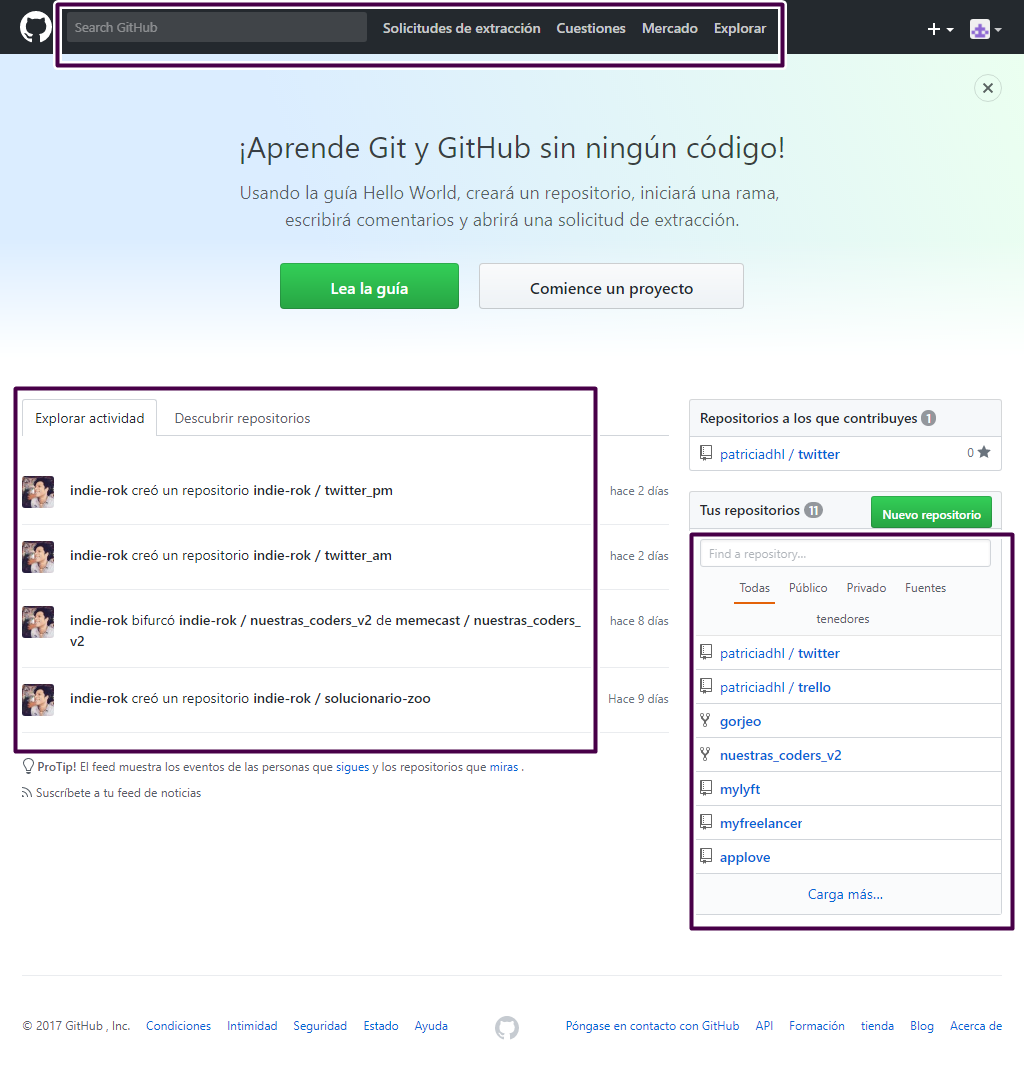 Search GitHub
Solicitudes de extracción Cuestiones Mercado Explorar
¡Aprende Git y GitHub sin ningún código!
Usando la guía Hello World, creará un repositorio, iniciará una rama,
escribirá comentarios y abrirá una solicitud de extracción.
Lea la guía
Comience un proyecto
Explorar actividad
Descubrir repositorios
indie-rok creó un repositorio indie-rok / twitter_pm
hace 2 días
indie-rok creó un repositorio indie-rok / twitter_am
hace 2 días
indie-rok bifurcó indie-rok / nuestras_coders_v2 de memecast / nuestras_coders_
v2
hace 8 días
indie-rok creó un repositorio indie-rok / solucionario-zoo
Hace 9 días
ProTip! El feed muestra los eventos de las personas que sigues y los repositorios que miras .
Suscríbete a tu feed de noticias
Repositorios a los que contribuyes 1
patriciadhl / twitter
0
Tus repositorios 11
Nuevo repositorio
Find a repository...
Todas Público Privado Fuentes
tenedores
patriciadhl / twitter
patriciadhl / trello
gorjeo
nuestras_coders_v2
mylyft
myfreelancer
applove
Carga más...
© 2017 GitHub , Inc. Condiciones Intimidad Seguridad Estado Ayuda
Póngase en contacto con GitHub API Formación tienda Blog Acerca de